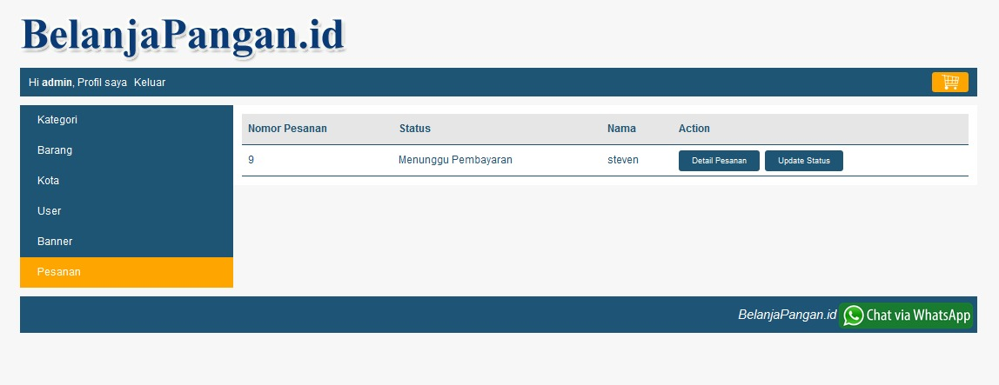 BelanjaPangan.id
Hi admin, Profil saya Keluar
Kategori
Barang
Kota
User
Banner
Pesanan
Nomor Pesanan Status Nama Action
9 Menunggu Pembayaran steven Detail Pesanan Update Status
BelanjaPangan.id Chat via WhatsApp